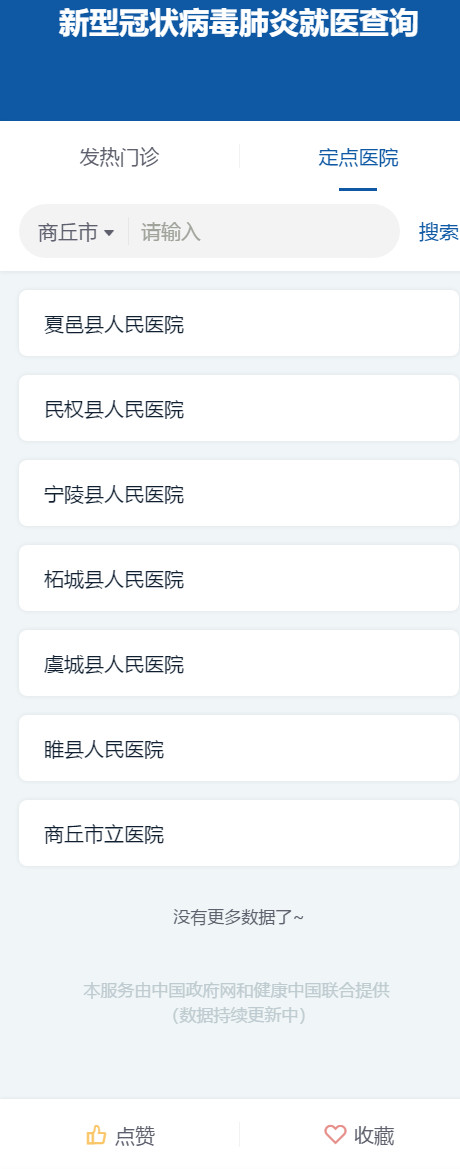 新型冠状病毒肺炎就医查询
发热门诊
定点医院
商丘市 请输入 搜索
夏邑县人民医院
民权县人民医院
宁陵县人民医院
柘城县人民医院
虞城县人民医院
睢县人民医院
商丘市立医院
没有更多数据了~
本服务由中国政府网和健康中国联合提供
（数据持续更新中）
点赞
收藏